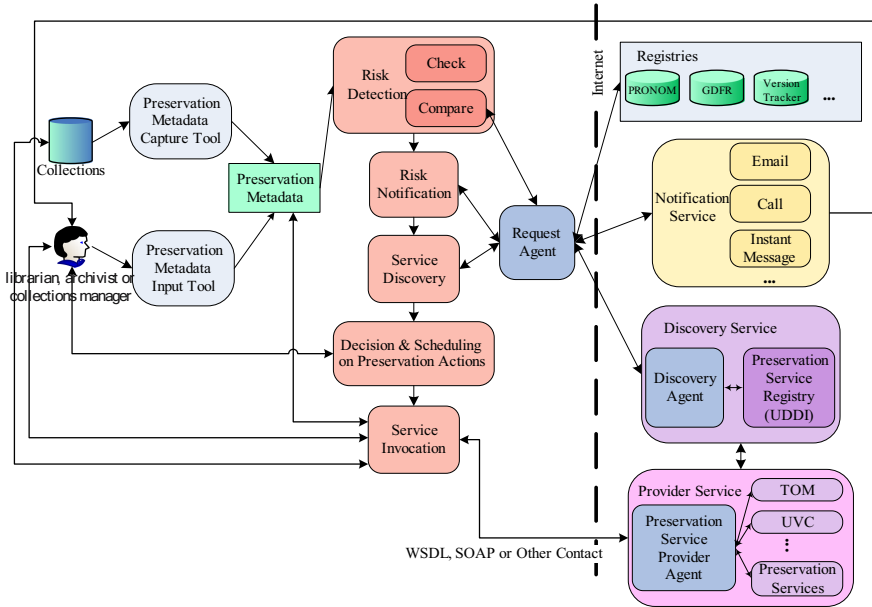 Collections
Preservation
Metadata
Capture Tool
librarian, archivist or
collections manager
Preservation
Metadata
Input Tool
Preservation
Metadata
Risk
Detection
Check
Compare
Risk
Notification
Service
Discovery
Decision & Scheduling
on Preservation Actions
Service
Invocation
Request
Agent
Internet
WSDL, SOAP or Other Contact
Registries
PRONOM
GDFR
Version
Tracker
...
Notification
Service
Email
Call
Instant
Message
...
Discovery Service
Discovery
Agent
Preservation
Service
Registry
(UDDI)
Provider Service
Preservation
Service
Provider
Agent
TOM
UVC
...
Preservation
Services